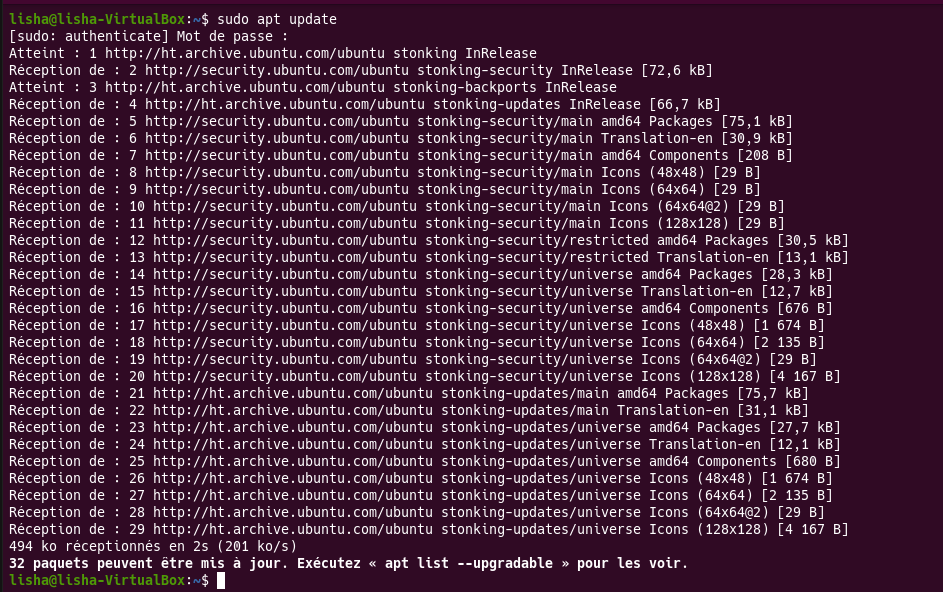 lisha@lisha-VirtualBox:~$ sudo apt update
[sudo: authenticate] Mot de passe :
Atteint : 1 http://ht.archive.ubuntu.com/ubuntu stonking InRelease
Réception de : 2 http://security.ubuntu.com/ubuntu stonking-security InRelease [72,6 kB]
Atteint : 3 http://ht.archive.ubuntu.com/ubuntu stonking-backports InRelease
Réception de : 4 http://ht.archive.ubuntu.com/ubuntu stonking-updates InRelease [66,7 kB]
Réception de : 5 http://security.ubuntu.com/ubuntu stonking-security/main amd64 Packages [75,1 kB]
Réception de : 6 http://security.ubuntu.com/ubuntu stonking-security/main Translation-en [30,9 kB]
Réception de : 7 http://security.ubuntu.com/ubuntu stonking-security/main amd64 Components [208 B]
Réception de : 8 http://security.ubuntu.com/ubuntu stonking-security/main Icons (48x48) [29 B]
Réception de : 9 http://security.ubuntu.com/ubuntu stonking-security/main Icons (64x64) [29 B]
Réception de : 10 http://security.ubuntu.com/ubuntu stonking-security/main Icons (64x64@2) [29 B]
Réception de : 11 http://security.ubuntu.com/ubuntu stonking-security/main Icons (128x128) [29 B]
Réception de : 12 http://security.ubuntu.com/ubuntu stonking-security/restricted amd64 Packages [30,5 kB]
Réception de : 13 http://security.ubuntu.com/ubuntu stonking-security/restricted Translation-en [13,1 kB]
Réception de : 14 http://security.ubuntu.com/ubuntu stonking-security/universe amd64 Packages [28,3 kB]
Réception de : 15 http://security.ubuntu.com/ubuntu stonking-security/universe Translation-en [12,7 kB]
Réception de : 16 http://security.ubuntu.com/ubuntu stonking-security/universe amd64 Components [676 B]
Réception de : 17 http://security.ubuntu.com/ubuntu stonking-security/universe Icons (48x48) [1 674 B]
Réception de : 18 http://security.ubuntu.com/ubuntu stonking-security/universe Icons (64x64) [2 135 B]
Réception de : 19 http://security.ubuntu.com/ubuntu stonking-security/universe Icons (64x64@2) [29 B]
Réception de : 20 http://security.ubuntu.com/ubuntu stonking-security/universe Icons (128x128) [4 167 B]
Réception de : 21 http://ht.archive.ubuntu.com/ubuntu stonking-updates/main amd64 Packages [75,7 kB]
Réception de : 22 http://ht.archive.ubuntu.com/ubuntu stonking-updates/main Translation-en [31,1 kB]
Réception de : 23 http://ht.archive.ubuntu.com/ubuntu stonking-updates/universe amd64 Packages [27,7 kB]
Réception de : 24 http://ht.archive.ubuntu.com/ubuntu stonking-updates/universe Translation-en [12,1 kB]
Réception de : 25 http://ht.archive.ubuntu.com/ubuntu stonking-updates/universe amd64 Components [680 B]
Réception de : 26 http://ht.archive.ubuntu.com/ubuntu stonking-updates/universe Icons (48x48) [1 674 B]
Réception de : 27 http://ht.archive.ubuntu.com/ubuntu stonking-updates/universe Icons (64x64) [2 135 B]
Réception de : 28 http://ht.archive.ubuntu.com/ubuntu stonking-updates/universe Icons (64x64@2) [29 B]
Réception de : 29 http://ht.archive.ubuntu.com/ubuntu stonking-updates/universe Icons (128x128) [4 167 B]
494 ko réceptionnés en 2s (201 ko/s)
32 paquets peuvent être mis à jour. Exécutez « apt list --upgradable » pour les voir.
lisha@lisha-VirtualBox:~$